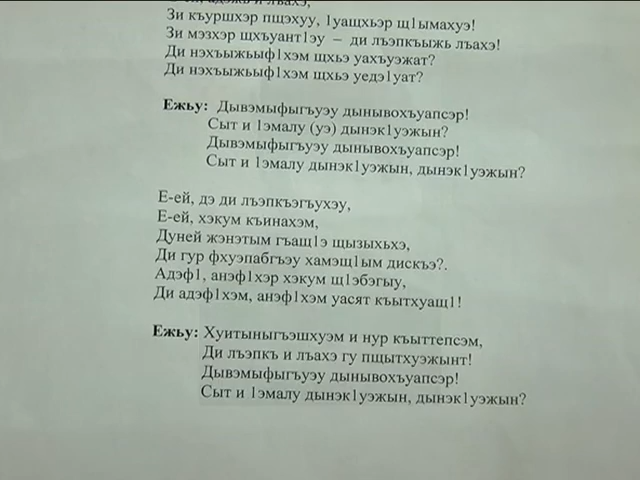 Зи къуршхэр пщэхуу, 1уащхьэр щ1ымахуэ!
Зи мэзхэр щхъуант1эу – ди лъэпкъыжь лъахэ!
Ди нэхъыжьыф1хэм щхьэ уахъуэжат?
Ди нэхъыжьыф1хэм щхьэ уедэ1уат?
Ежьу: Дывэмыфыгъуэу дынывохъуапсэр!
Сыт и 1эмалу (уэ) дынэк1уэжын?
Дывэмыфыгъуэу дынывохъуапсэр!
Сыт и 1эмалу дынэк1уэжын, дынэк1уэжын?
Е-ей, дэ ди лъэпкъэгъухэу,
Е-ей, хэкум къинахэм,
Дуней жэнэтым гъащ1э щызыхьхэ,
Ди гур фхуэпабгъэу хамэщ1ым дискъэ?.
Адэф1, анэф1хэр хэкум щ1эбэгыу,
Ди адэф1хэм, анэф1хэм уасят къытхуащ1!
Ежьу: Хуитыныгъэшхуэм и нур къыттепсэм,
Ди лъэпкъ и лъахэ гу пщытхуэжынт!
Дывэмыфыгъуэу дынывохъуапсэр!
Сыт и 1эмалу дынэк1уэжын, дынэк1уэжын?